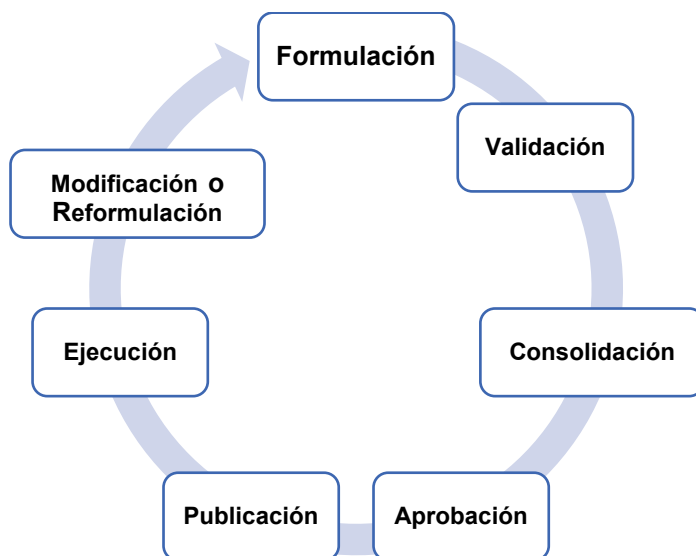 Formulación
Validación
Consolidación
Aprobación
Publicación
Ejecución
Modificación o
Reformulación